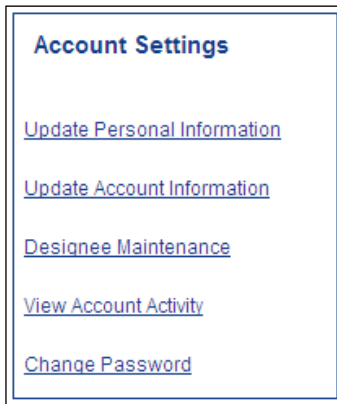 Account Settings
Update Personal Information
Update Account Information
Designee Maintenance
View Account Activity
Change Password